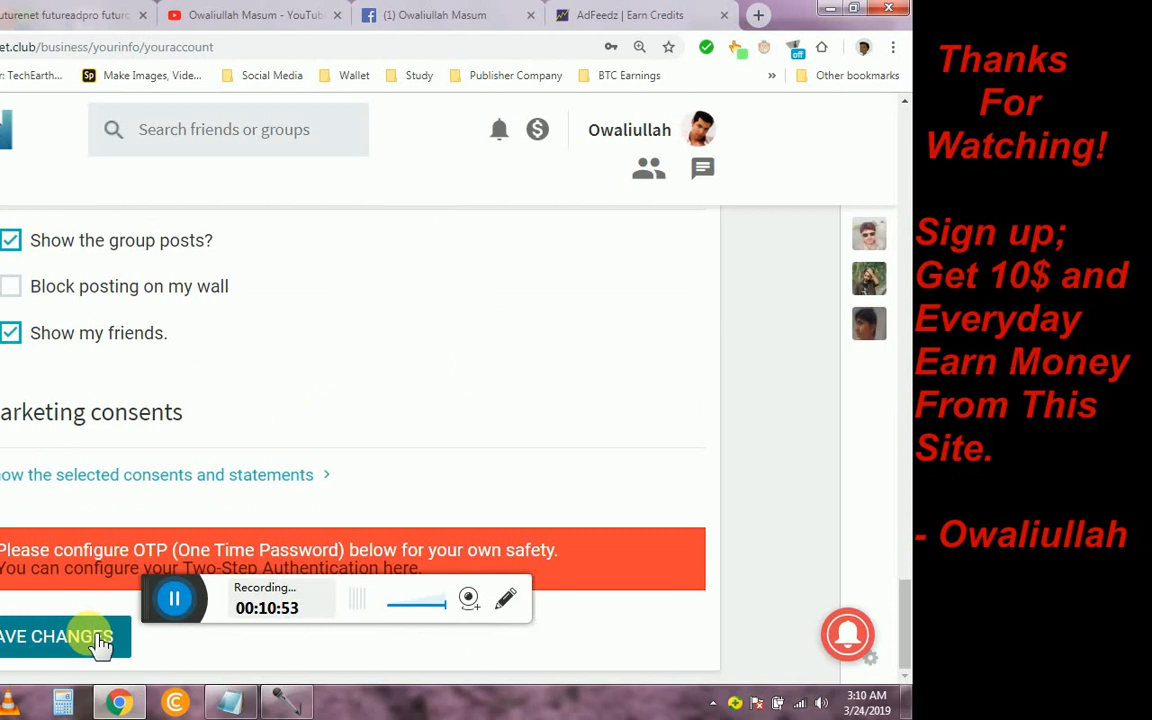 uturenet futureadpro futur
Owaliullah Masum - YouTub
(1) Owaliullah Masum
AdFeedz | Earn Credits
et.club/business/yourinfo/youraccount
r: TechEarth...
Make Images, Vide...
Social Media
Wallet
Study
Publisher Company
BTC Earnings
»
Other bookmarks
Search friends or groups
Owaliullah
Show the group posts?
Block posting on my wall
Show my friends.
arketing consents
ow the selected consents and statements >
Please configure OTP (One Time Password) below for your own safety.
You can configure your Two-Step Authentication here.
Recording...
00:10:53
AVE CHANGES
3:10 AM
3/24/2019
Thanks
For
Watching!
Sign up;
Get 10$ and
Everyday
Earn Money
From This
Site.
- Owaliullah